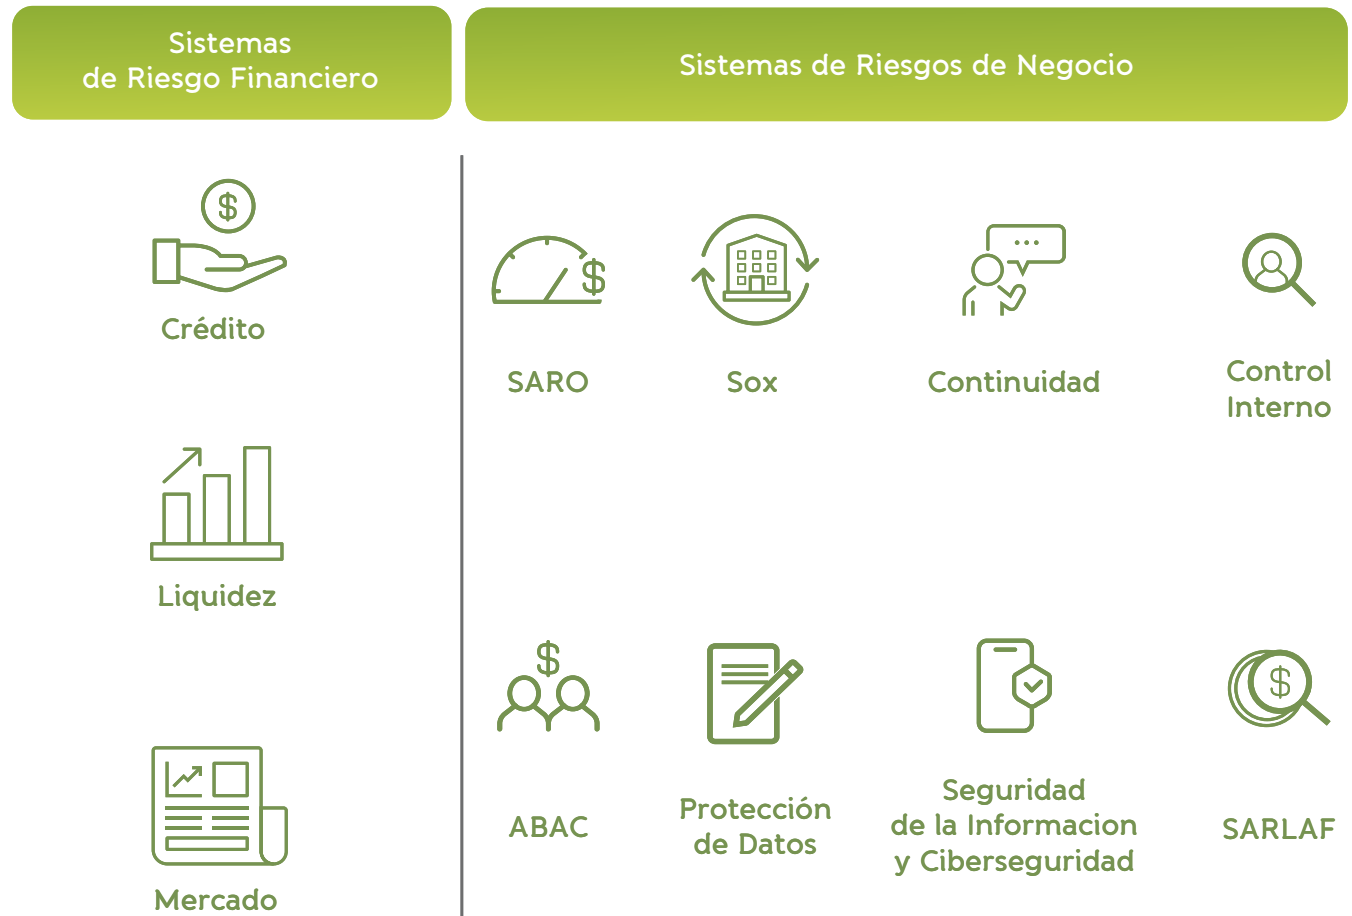 Sistemas
de Riesgo Financiero
Sistemas de Riesgos de Negocio
$
Crédito
Liquidez
Mercado
$
SARO
Sox
Continuidad
Control
Interno
$
ABAC
Protección
de Datos
Seguridad
de la Informacion
y Ciberseguridad
$
SARLAF